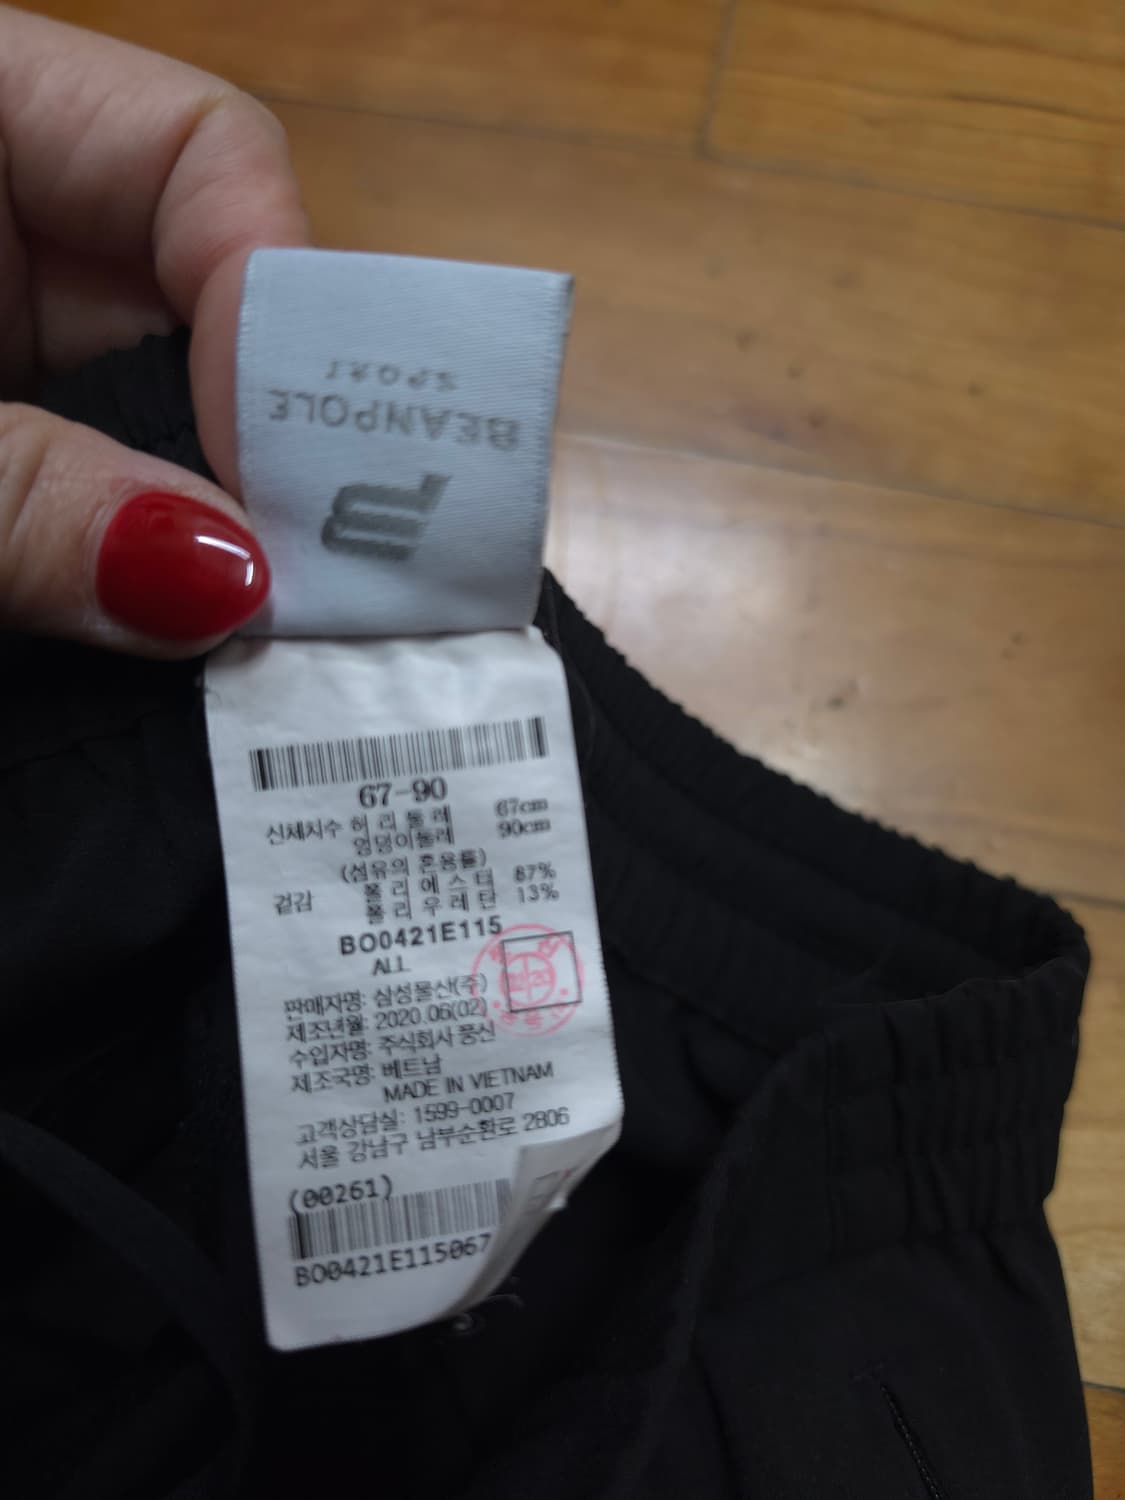 BEANPOLE
SPORT
67-90
신체치수 허리둘레 67cm
엉덩이둘레 90cm
(섬유의 혼용률)
겉감 폴리에스터 87%
폴리우레탄 13%
BO0421E115
ALL
판매자명: 삼성물산(주)
제조년월: 2020.06(02)
수입자명: 주식회사 풍신
제조국명: 베트남
MADE IN VIETNAM
고객상담실: 1599-0007
서울 강남구 남부순환로 2806
(00261)
BO0421E115067